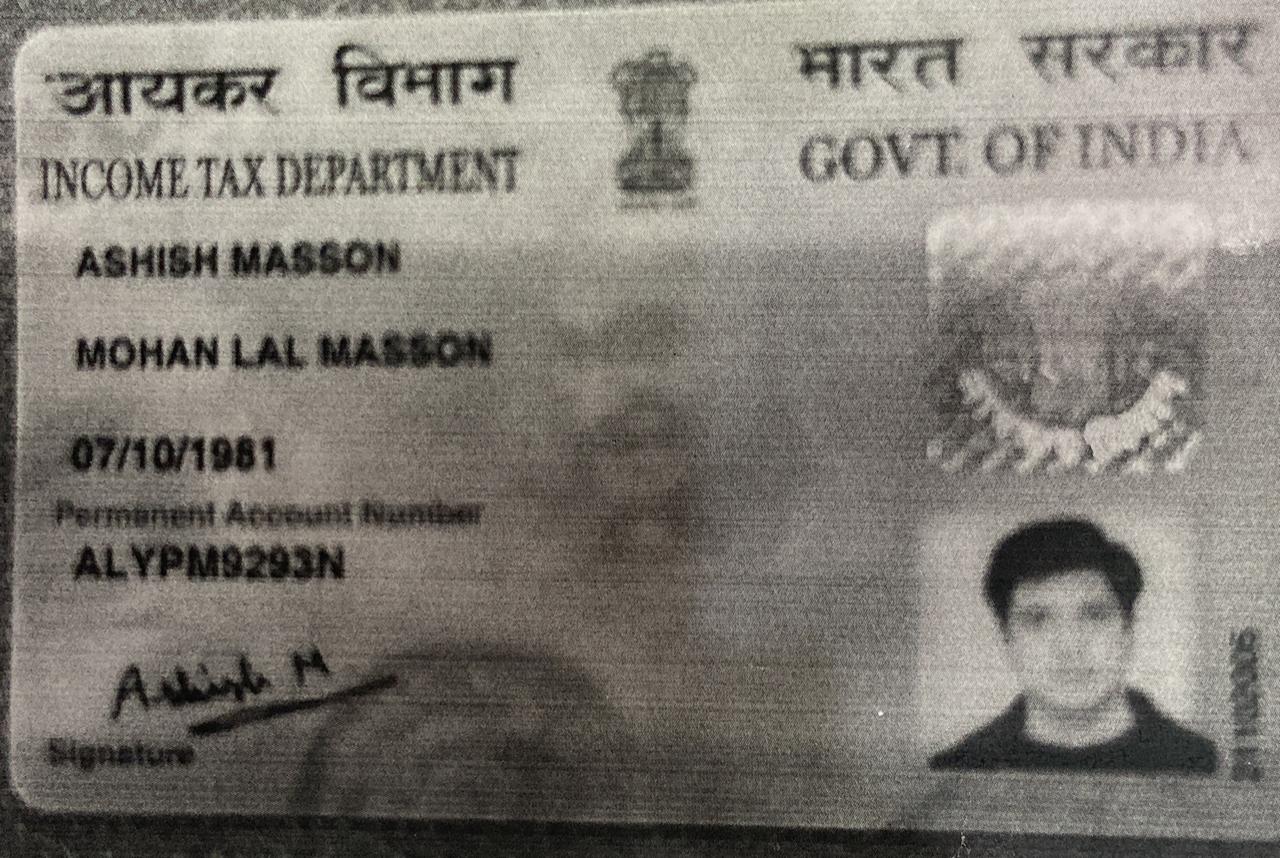 आयकर विभाग
भारत सरकार
INCOME TAX DEPARTMENT
GOVT. OF INDIA
ASHISH MASSON
MOHAN LAL MASSON
07/10/1981
Permanent Account Number
ALYPM9293N
Ashish M
Signature